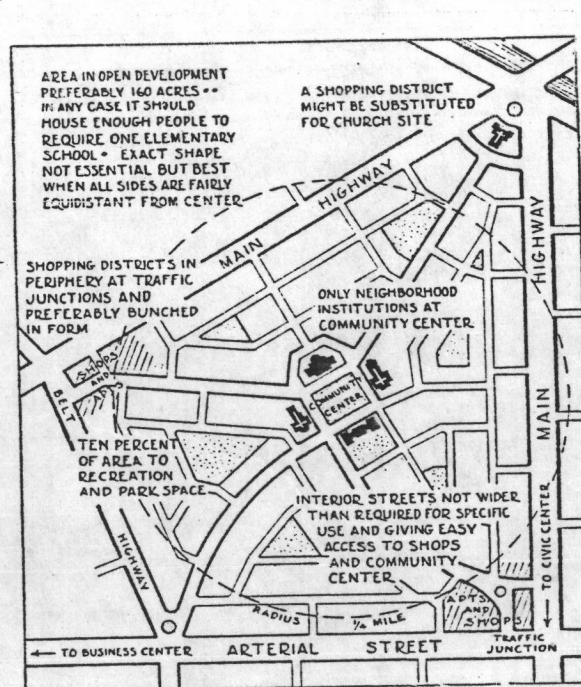 AREA IN OPEN DEVELOPMENT
PREFERABLY 160 ACRES ••
IN ANY CASE IT SHOULD
HOUSE ENOUGH PEOPLE TO
REQUIRE ONE ELEMENTARY
SCHOOL • EXACT SHAPE
NOT ESSENTIAL BUT BEST
WHEN ALL SIDES ARE FAIRLY
EQUIDISTANT FROM CENTER
A SHOPPING DISTRICT
MIGHT BE SUBSTITUTED
FOR CHURCH SITE
MAIN HIGHWAY
HIGHWAY
MAIN
SHOPPING DISTRICTS IN
PERIPHERY AT TRAFFIC
JUNCTIONS AND
PREFERABLY BUNCHED
IN FORM
ONLY NEIGHBORHOOD
INSTITUTIONS AT
COMMUNITY CENTER
SHOPS
AND
APTS
COMMUNITY
CENTER
BELT
HIGHWAY
TEN PERCENT
OF AREA TO
RECREATION
AND PARK SPACE
INTERIOR STREETS NOT WIDER
THAN REQUIRED FOR SPECIFIC
USE AND GIVING EASY
ACCESS TO SHOPS
AND COMMUNITY
CENTER
TO CIVIC CENTER
APTS
AND
SHOPS
RADIUS ¼ MILE
TO BUSINESS CENTER
ARTERIAL STREET
TRAFFIC
JUNCTION